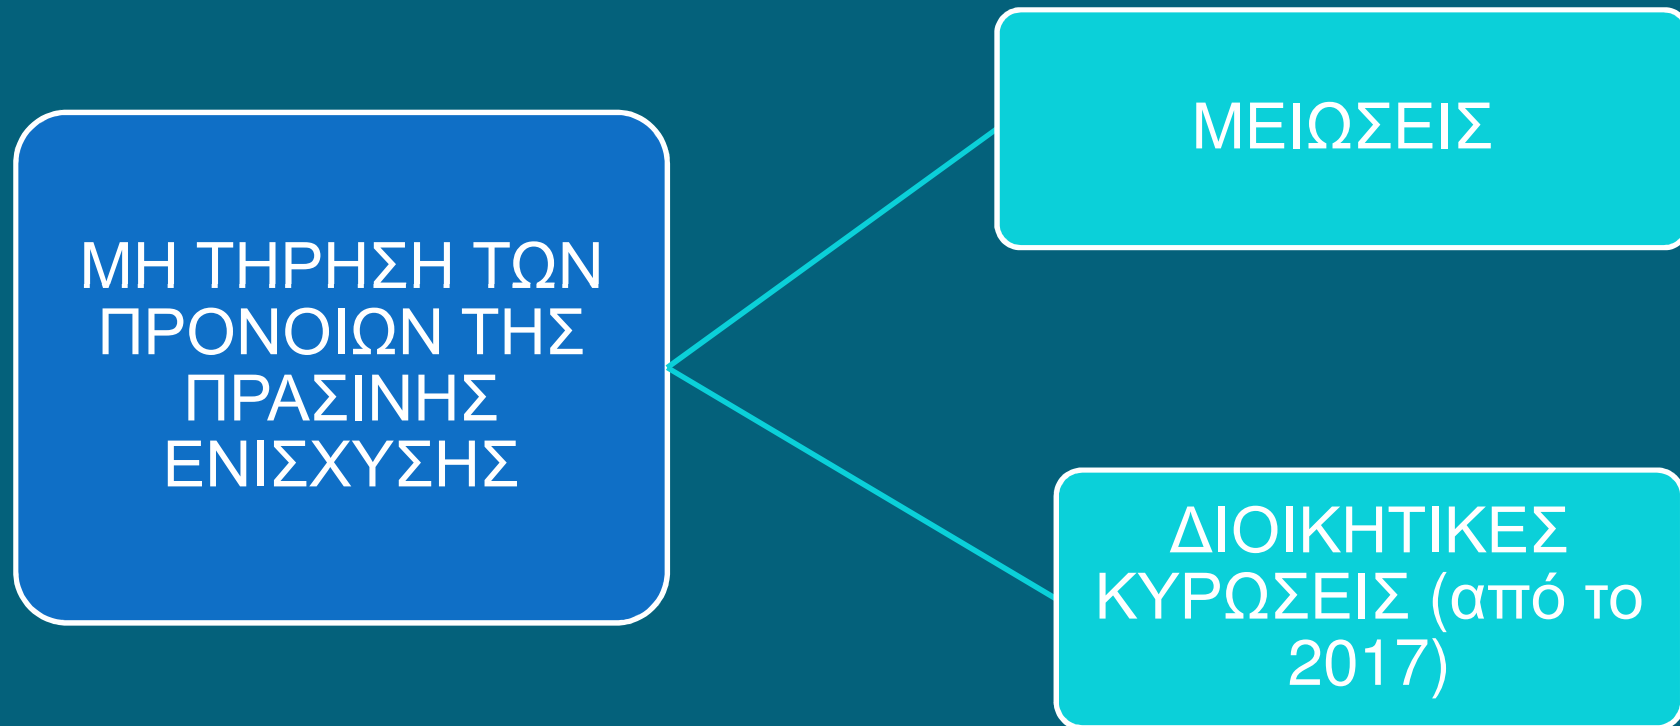 ΜΗ ΤΗΡΗΣΗ ΤΩΝ
ΠΡΟΝΟΙΩΝ ΤΗΣ
ΠΡΑΣΙΝΗΣ
ΕΝΙΣΧΥΣΗΣ
ΜΕΙΩΣΕΙΣ
ΔΙΟΙΚΗΤΙΚΕΣ
ΚΥΡΩΣΕΙΣ (από το
2017)